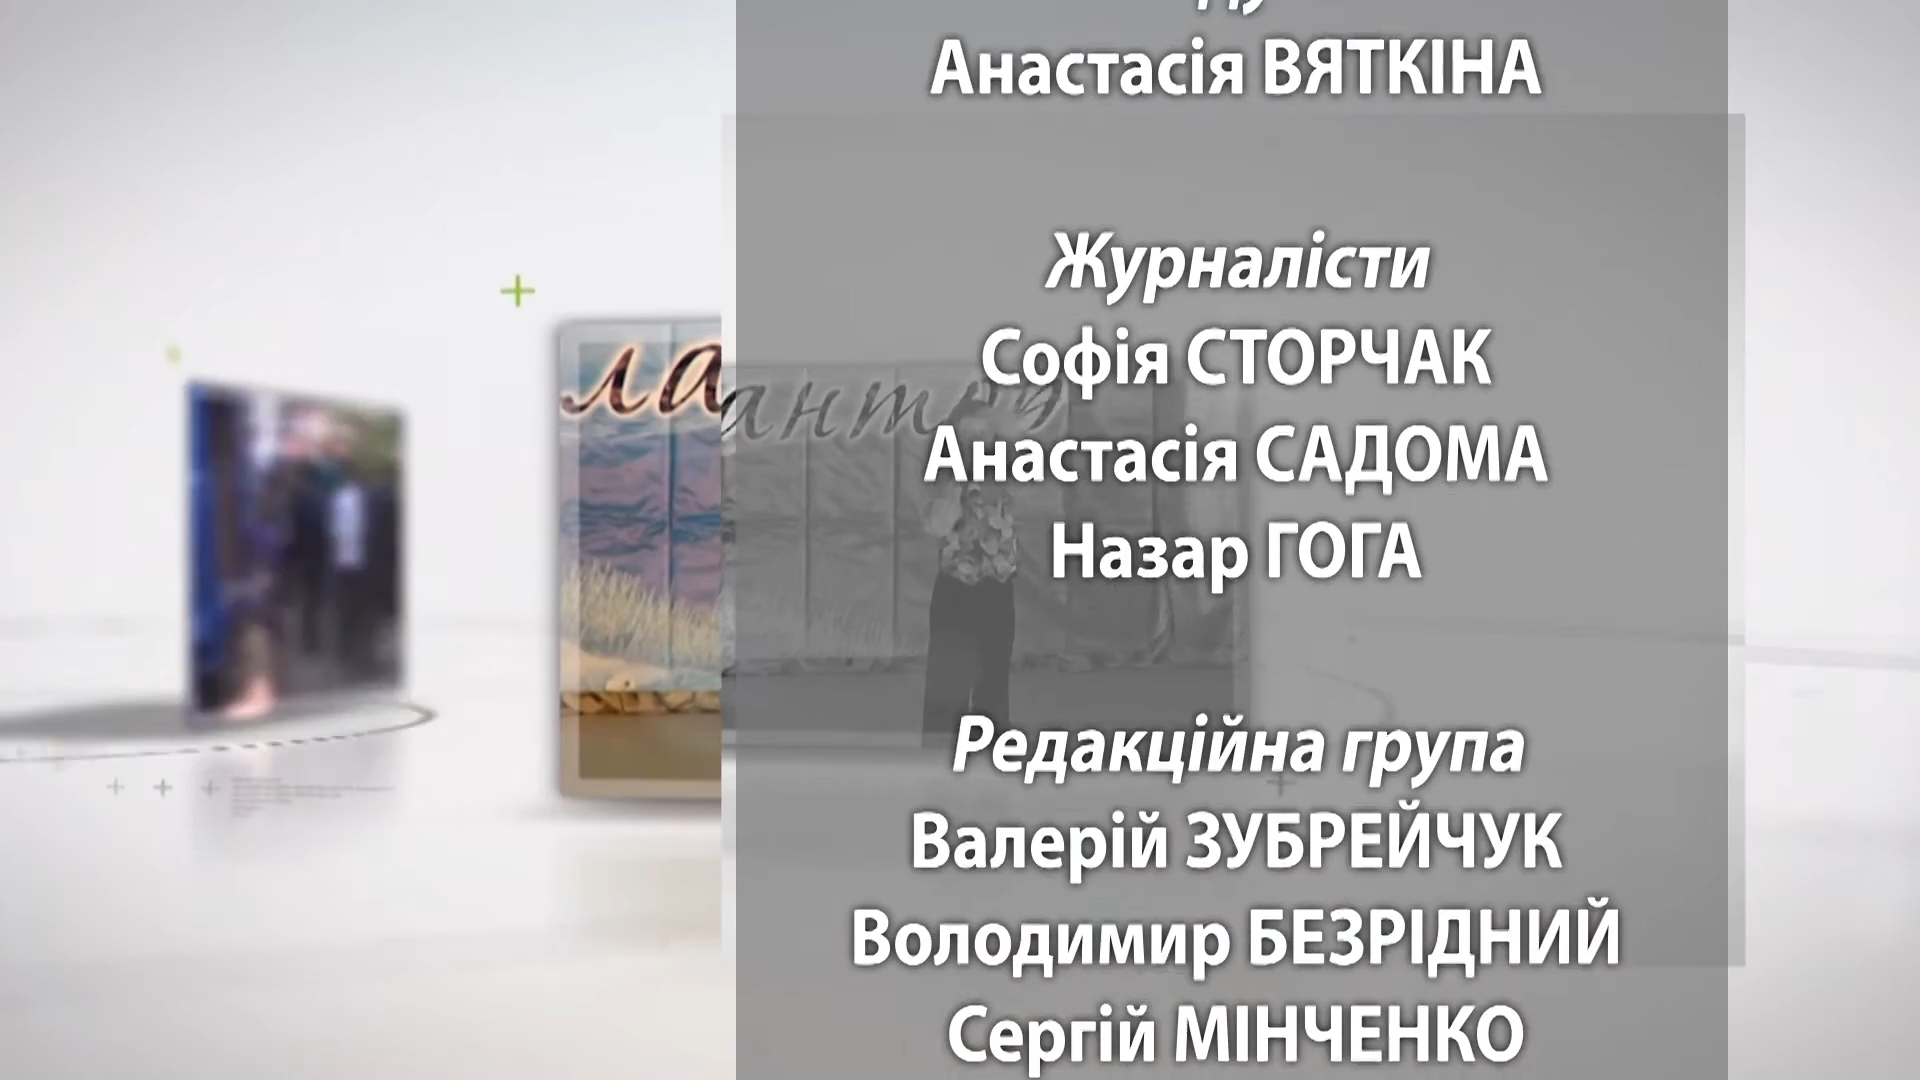 Анастасія ВЯТКІНА
Журналісти
Софія СТОРЧАК
Анастасія САДОМА
Назар ГОГА
Редакційна група
Валерій ЗУБРЕЙЧУК
Володимир БЕЗРІДНИЙ
Сергій МІНЧЕНКО